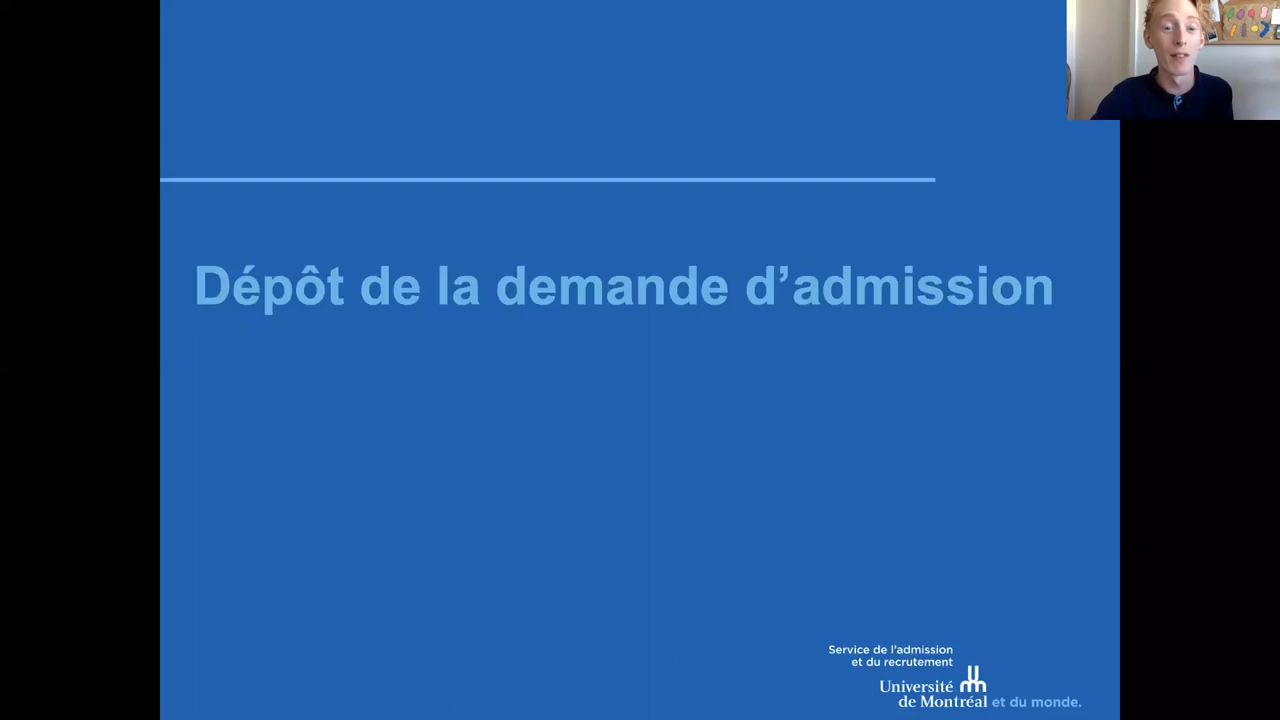 Dépôt de la demande d’admission
Service de l’admission
et du recrutement
Université
de Montréal et du monde.